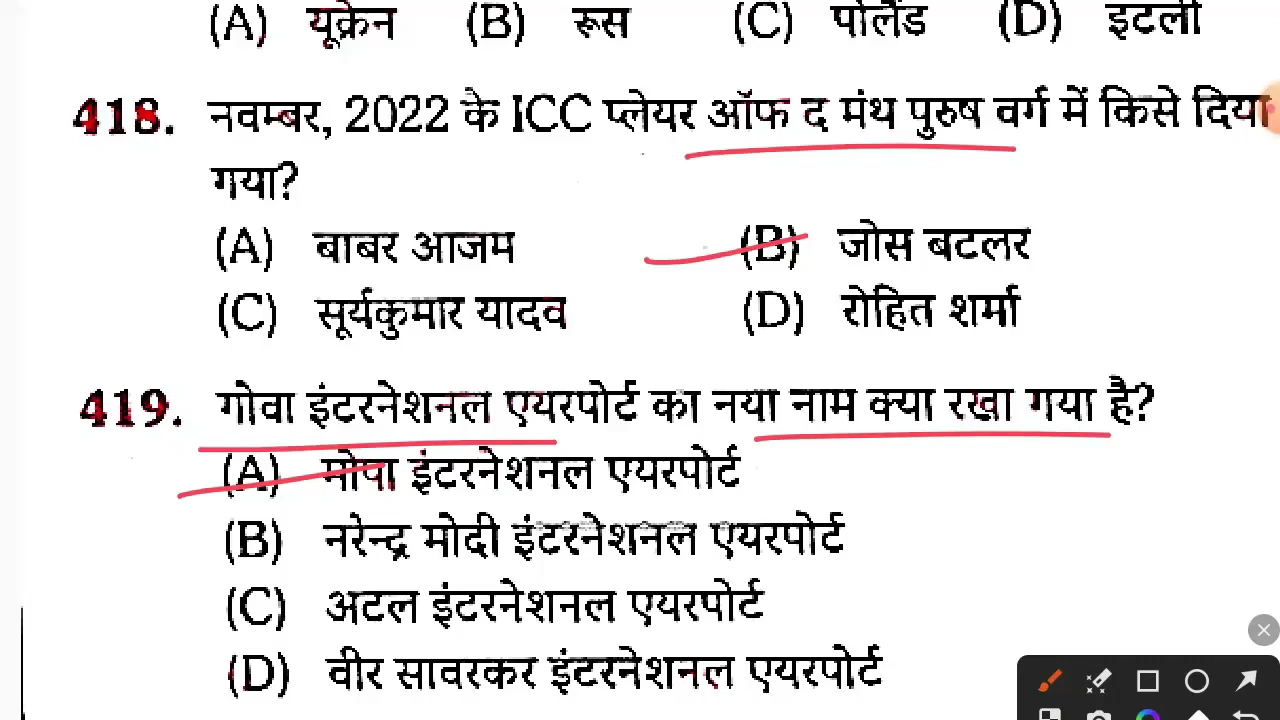 (A) यूक्रेन (B) रूस (C) पोलैंड (D) इटली
418. नवम्बर, 2022 के ICC प्लेयर ऑफ द मंथ पुरुष वर्ग में किसे दिया
गया?
(A) बाबर आजम (B) जोस बटलर
(C) सूर्यकुमार यादव (D) रोहित शर्मा
419. गोवा इंटरनेशनल एयरपोर्ट का नया नाम क्या रखा गया है?
(A) मोपा इंटरनेशनल एयरपोर्ट
(B) नरेन्द्र मोदी इंटरनेशनल एयरपोर्ट
(C) अटल इंटरनेशनल एयरपोर्ट
(D) वीर सावरकर इंटरनेशनल एयरपोर्ट